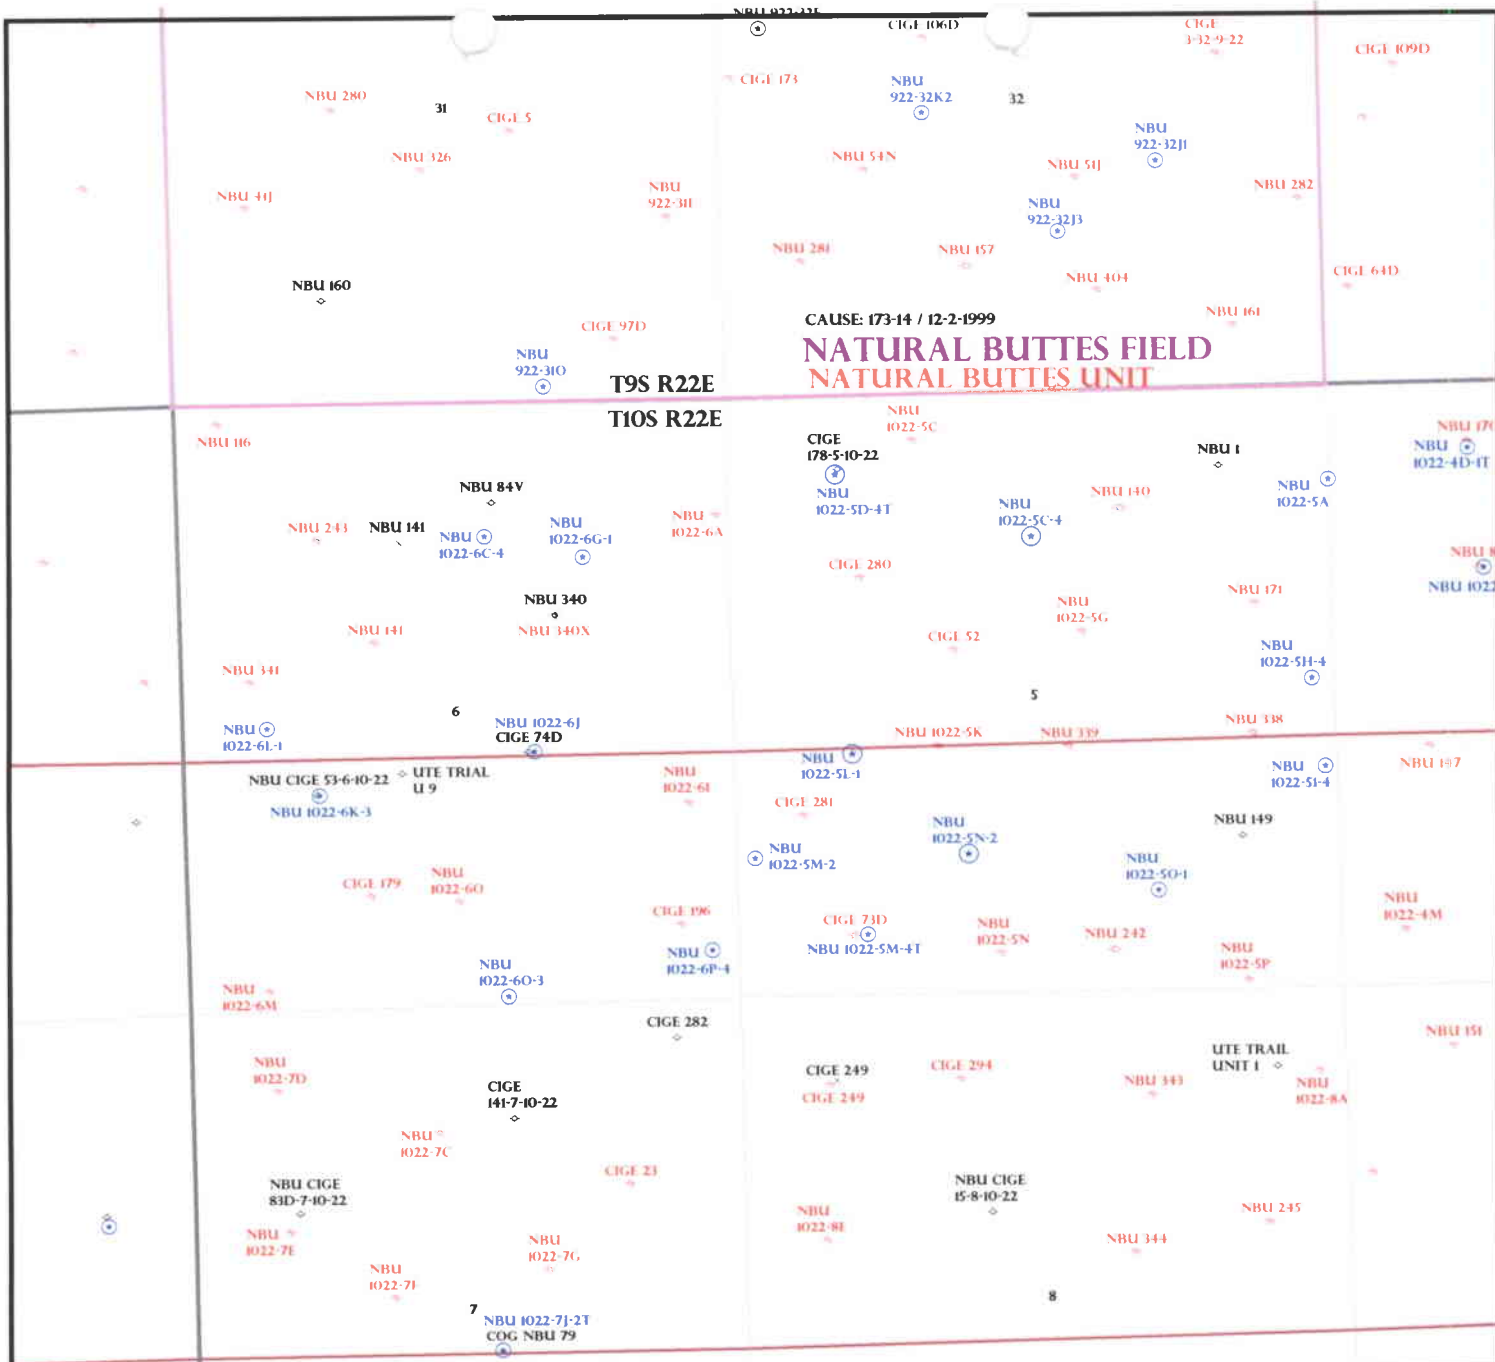 NBU 922-32E
CIGE 106D
CIGE
3-32-9-22
CIGE 109D
CIGE 173
NBU
922-32K2
32
NBU 280
31
CIGE 5
NBU
922-32J1
NBU 326
NBU 54N
NBU 51J
NBU 282
NBU 41J
NBU
922-31I
NBU
922-32J3
NBU 281
NBU 157
NBU 404
CIGE 64D
NBU 160
NBU 161
CIGE 97D
CAUSE: 173-14 / 12-2-1999
NATURAL BUTTES FIELD
NATURAL BUTTES UNIT
NBU
922-31O
T9S R22E
T10S R22E
NBU 116
NBU
1022-5C
CIGE
178-5-10-22
NBU 1
NBU 170
NBU
1022-4D-1T
NBU
1022-5D-4T
NBU 140
NBU
1022-5A
NBU 84V
NBU 243
NBU 141
NBU
1022-6C-4
NBU
1022-6G-1
NBU
1022-6A
NBU
1022-5C-4
CIGE 280
NBU 8
NBU 1022
NBU 340
NBU 340X
NBU 171
NBU
1022-5G
NBU 141
CIGE 52
NBU 341
NBU
1022-5H-4
6
5
NBU
1022-6L-1
NBU 1022-6J
CIGE 74D
NBU 1022-5K
NBU 339
NBU 338
NBU CIGE 53-6-10-22
UTE TRIAL
U 9
NBU 1022-6K-3
NBU
1022-6I
NBU
1022-5L-1
NBU
1022-5I-4
CIGE 281
NBU 149
NBU
1022-5M-2
NBU
1022-5N-2
NBU
1022-5O-1
CIGE 179
NBU
1022-6O
CIGE 196
CIGE 73D
NBU 1022-5M-4T
NBU
1022-5N
NBU 242
NBU
1022-4M
NBU
1022-5P
NBU
1022-6P-4
NBU
1022-6O-3
NBU
1022-6M
CIGE 282
NBU 151
NBU
1022-7D
CIGE 249
CIGE 249
CIGE 294
NBU 343
UTE TRAIL
UNIT 1
NBU
1022-8A
CIGE
141-7-10-22
NBU
1022-7C
CIGE 23
NBU CIGE
83D-7-10-22
NBU CIGE
15-8-10-22
NBU
1022-7E
NBU
1022-8E
NBU 245
NBU 344
NBU
1022-7F
NBU
1022-7G
7
8
NBU 1022-7J-2T
COG NBU 79